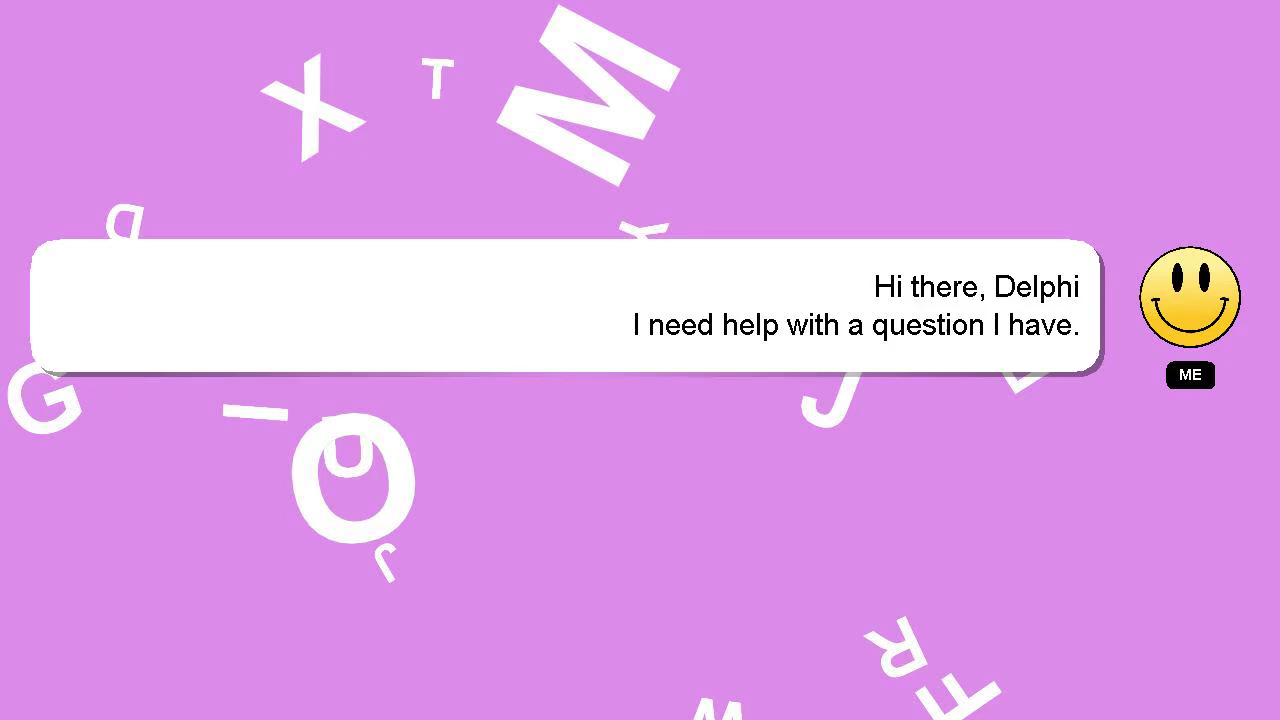 X
T
M
D
Y
Hi there, Delphi
I need help with a question I have.
ME
G
I
O
U
J
J
R
F
W